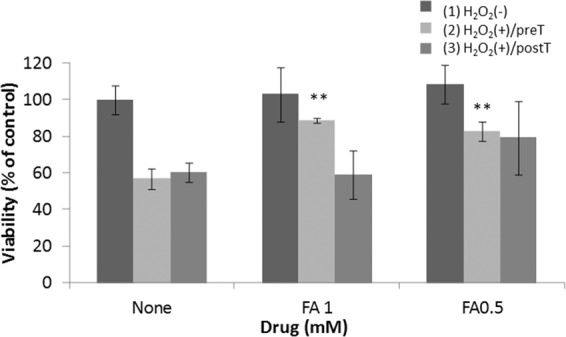 (1) H₂O₂(-)
(2) H₂O₂(+)/preT
(3) H₂O₂(+)/postT
Viability (% of control)
120
100
80
60
40
20
0
**
**
None
FA 1
FA0.5
Drug (mM)